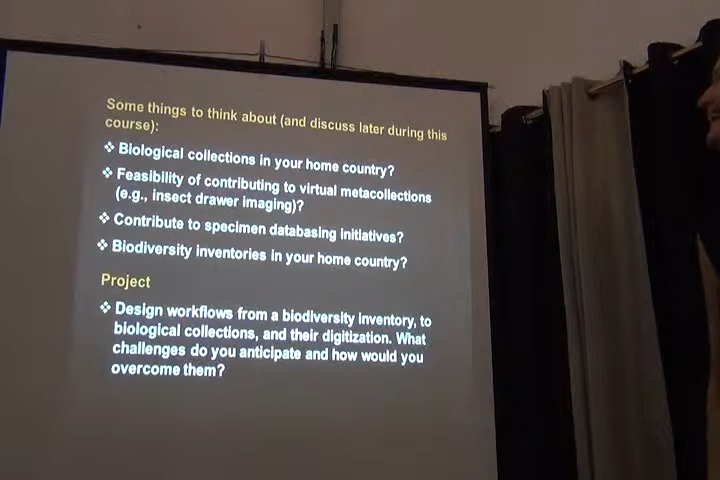 Some things to think about (and discuss later during this
course):
❖ Biological collections in your home country?
❖ Feasibility of contributing to virtual metacollections
(e.g., insect drawer imaging)?
❖ Contribute to specimen databasing initiatives?
❖ Biodiversity inventories in your home country?
Project
❖ Design workflows from a biodiversity inventory, to
biological collections, and their digitization. What
challenges do you anticipate and how would you
overcome them?